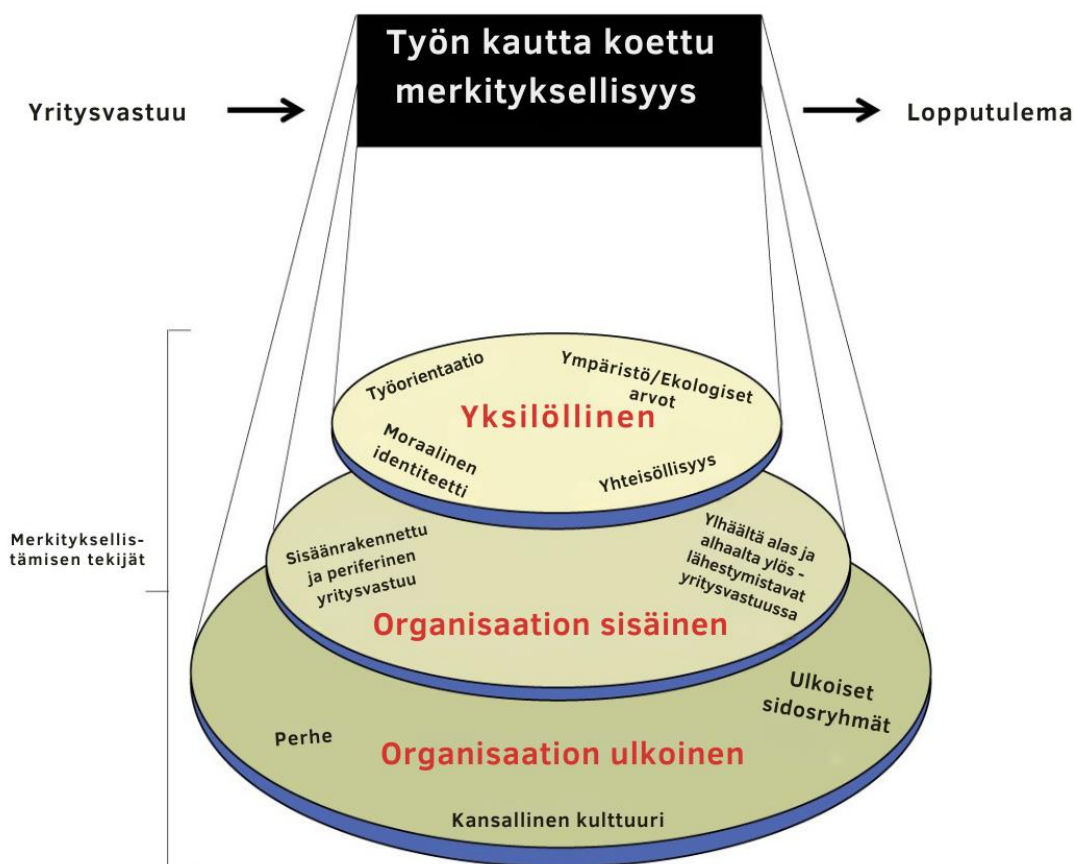 Työn kautta koettu
merkityksellisyys
Yritysvastuu
Lopputulema
Työorientaatio
Ympäristö/Ekologiset
arvot
Yksilöllinen
Moraalinen
identiteetti
Yhteisöllisyys
Merkityksellis-
tämisen tekijät
Sisäänrakennettu
ja periferinen
yritysvastuu
Ylhäältä alas ja
alhaalta ylös -
lähestymistavat
yritysvastuussa
Organisaation sisäinen
Perhe
Ulkoiset
sidosryhmät
Organisaation ulkoinen
Kansallinen kulttuuri